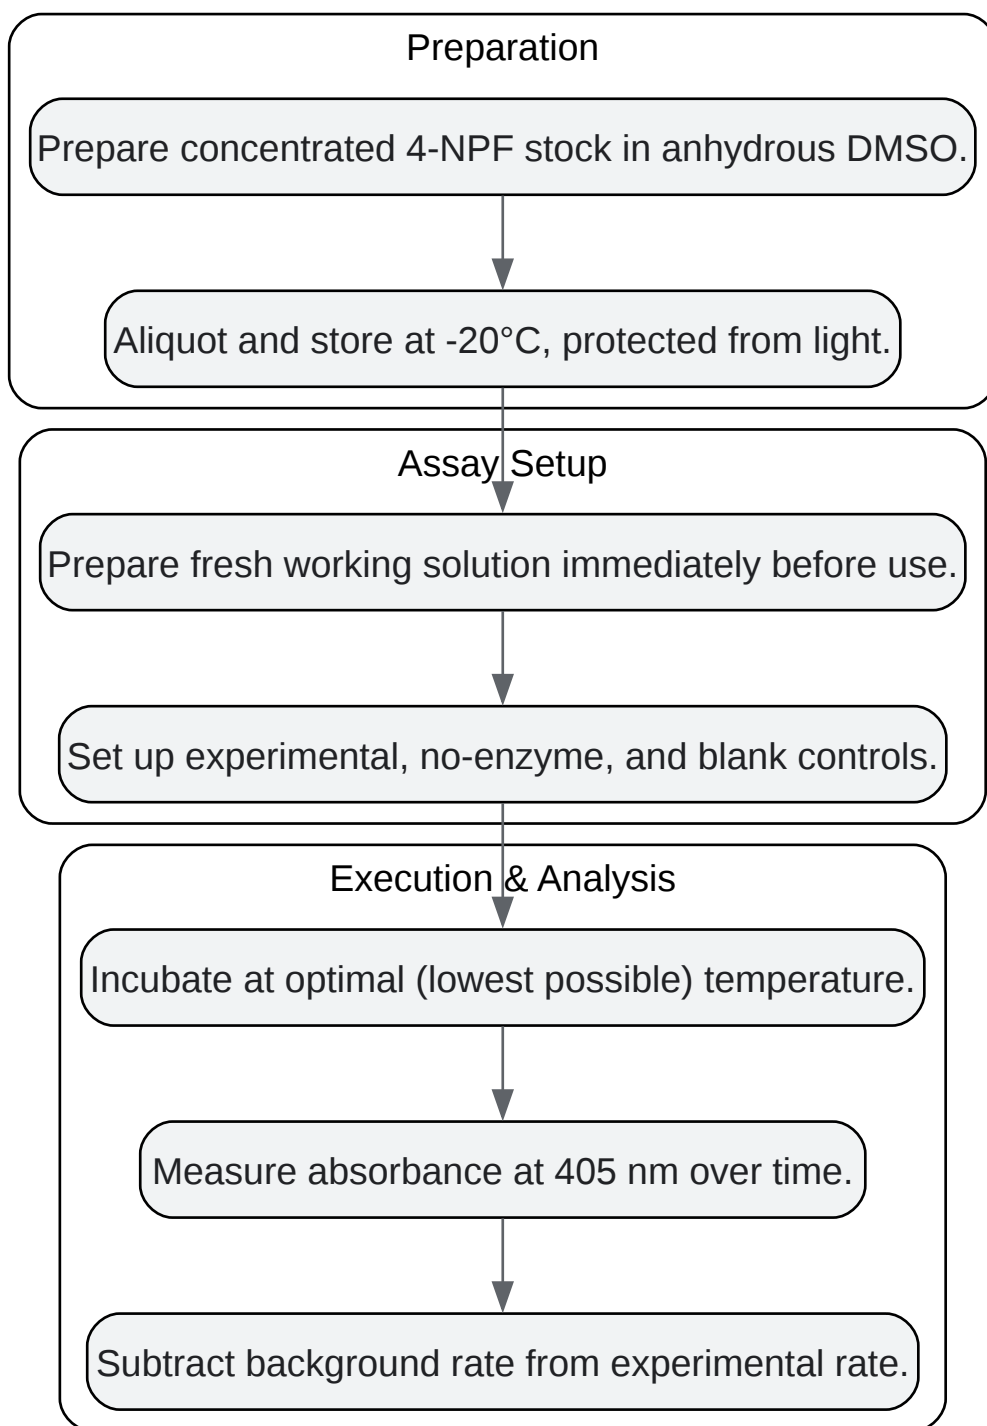 Preparation
Prepare concentrated 4-NPF stock in anhydrous DMSO.
Aliquot and store at -20°C, protected from light.
Assay Setup
Prepare fresh working solution immediately before use.
Set up experimental, no-enzyme, and blank controls.
Execution & Analysis
Incubate at optimal (lowest possible) temperature.
Measure absorbance at 405 nm over time.
Subtract background rate from experimental rate.